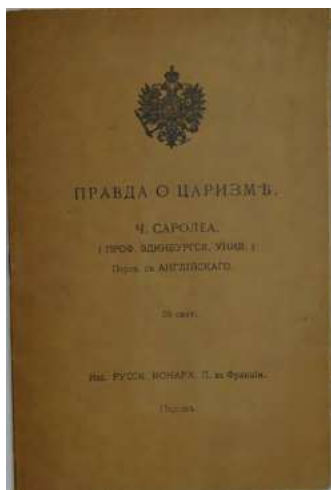 ПРАВДА О ЦАРИЗМѢ.
Ч. САРОЛЕА.
( ПРОФ. ЭДИНБУРГСК. УНИВ. )
Перев. съ АНГЛІЙСКАГО.
Изд. РУССК. МОНАРХ. П. во Франціи.
Парижъ